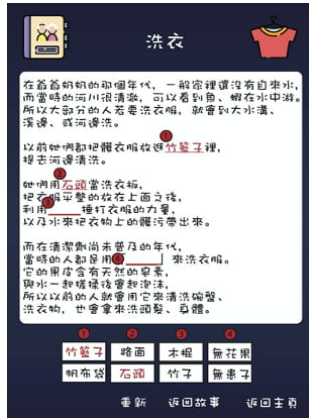 洗衣
在爺爺奶奶的那個年代，一般家裡還沒有自來水，
而當時的河川很清澈，可以看到魚、蝦在水中游。
所以大部分的人若要洗衣服，就會到大水溝、
溪邊、或河邊洗。
以前她們都把髒衣服放進竹籃子裡，
提去河邊清洗。
她們用石頭當洗衣板，
把衣服平整的放在上面之後，
利用 捶打衣服的力量，
以及水來把衣物上的髒污帶出來。
而在清潔劑尚未普及的年代，
當時的人都是用 來洗衣服。
它的果皮含有天然的皂素，
與水一起搓揉後會起泡沫，
所以以前的人就會用它來清洗碗盤、
洗衣物，也會拿來洗頭髮、身體。
1 2 3 4
竹籃子 路面 木棍 無花果
帆布袋 石頭 竹子 無患子
重新 返回故事 返回主頁